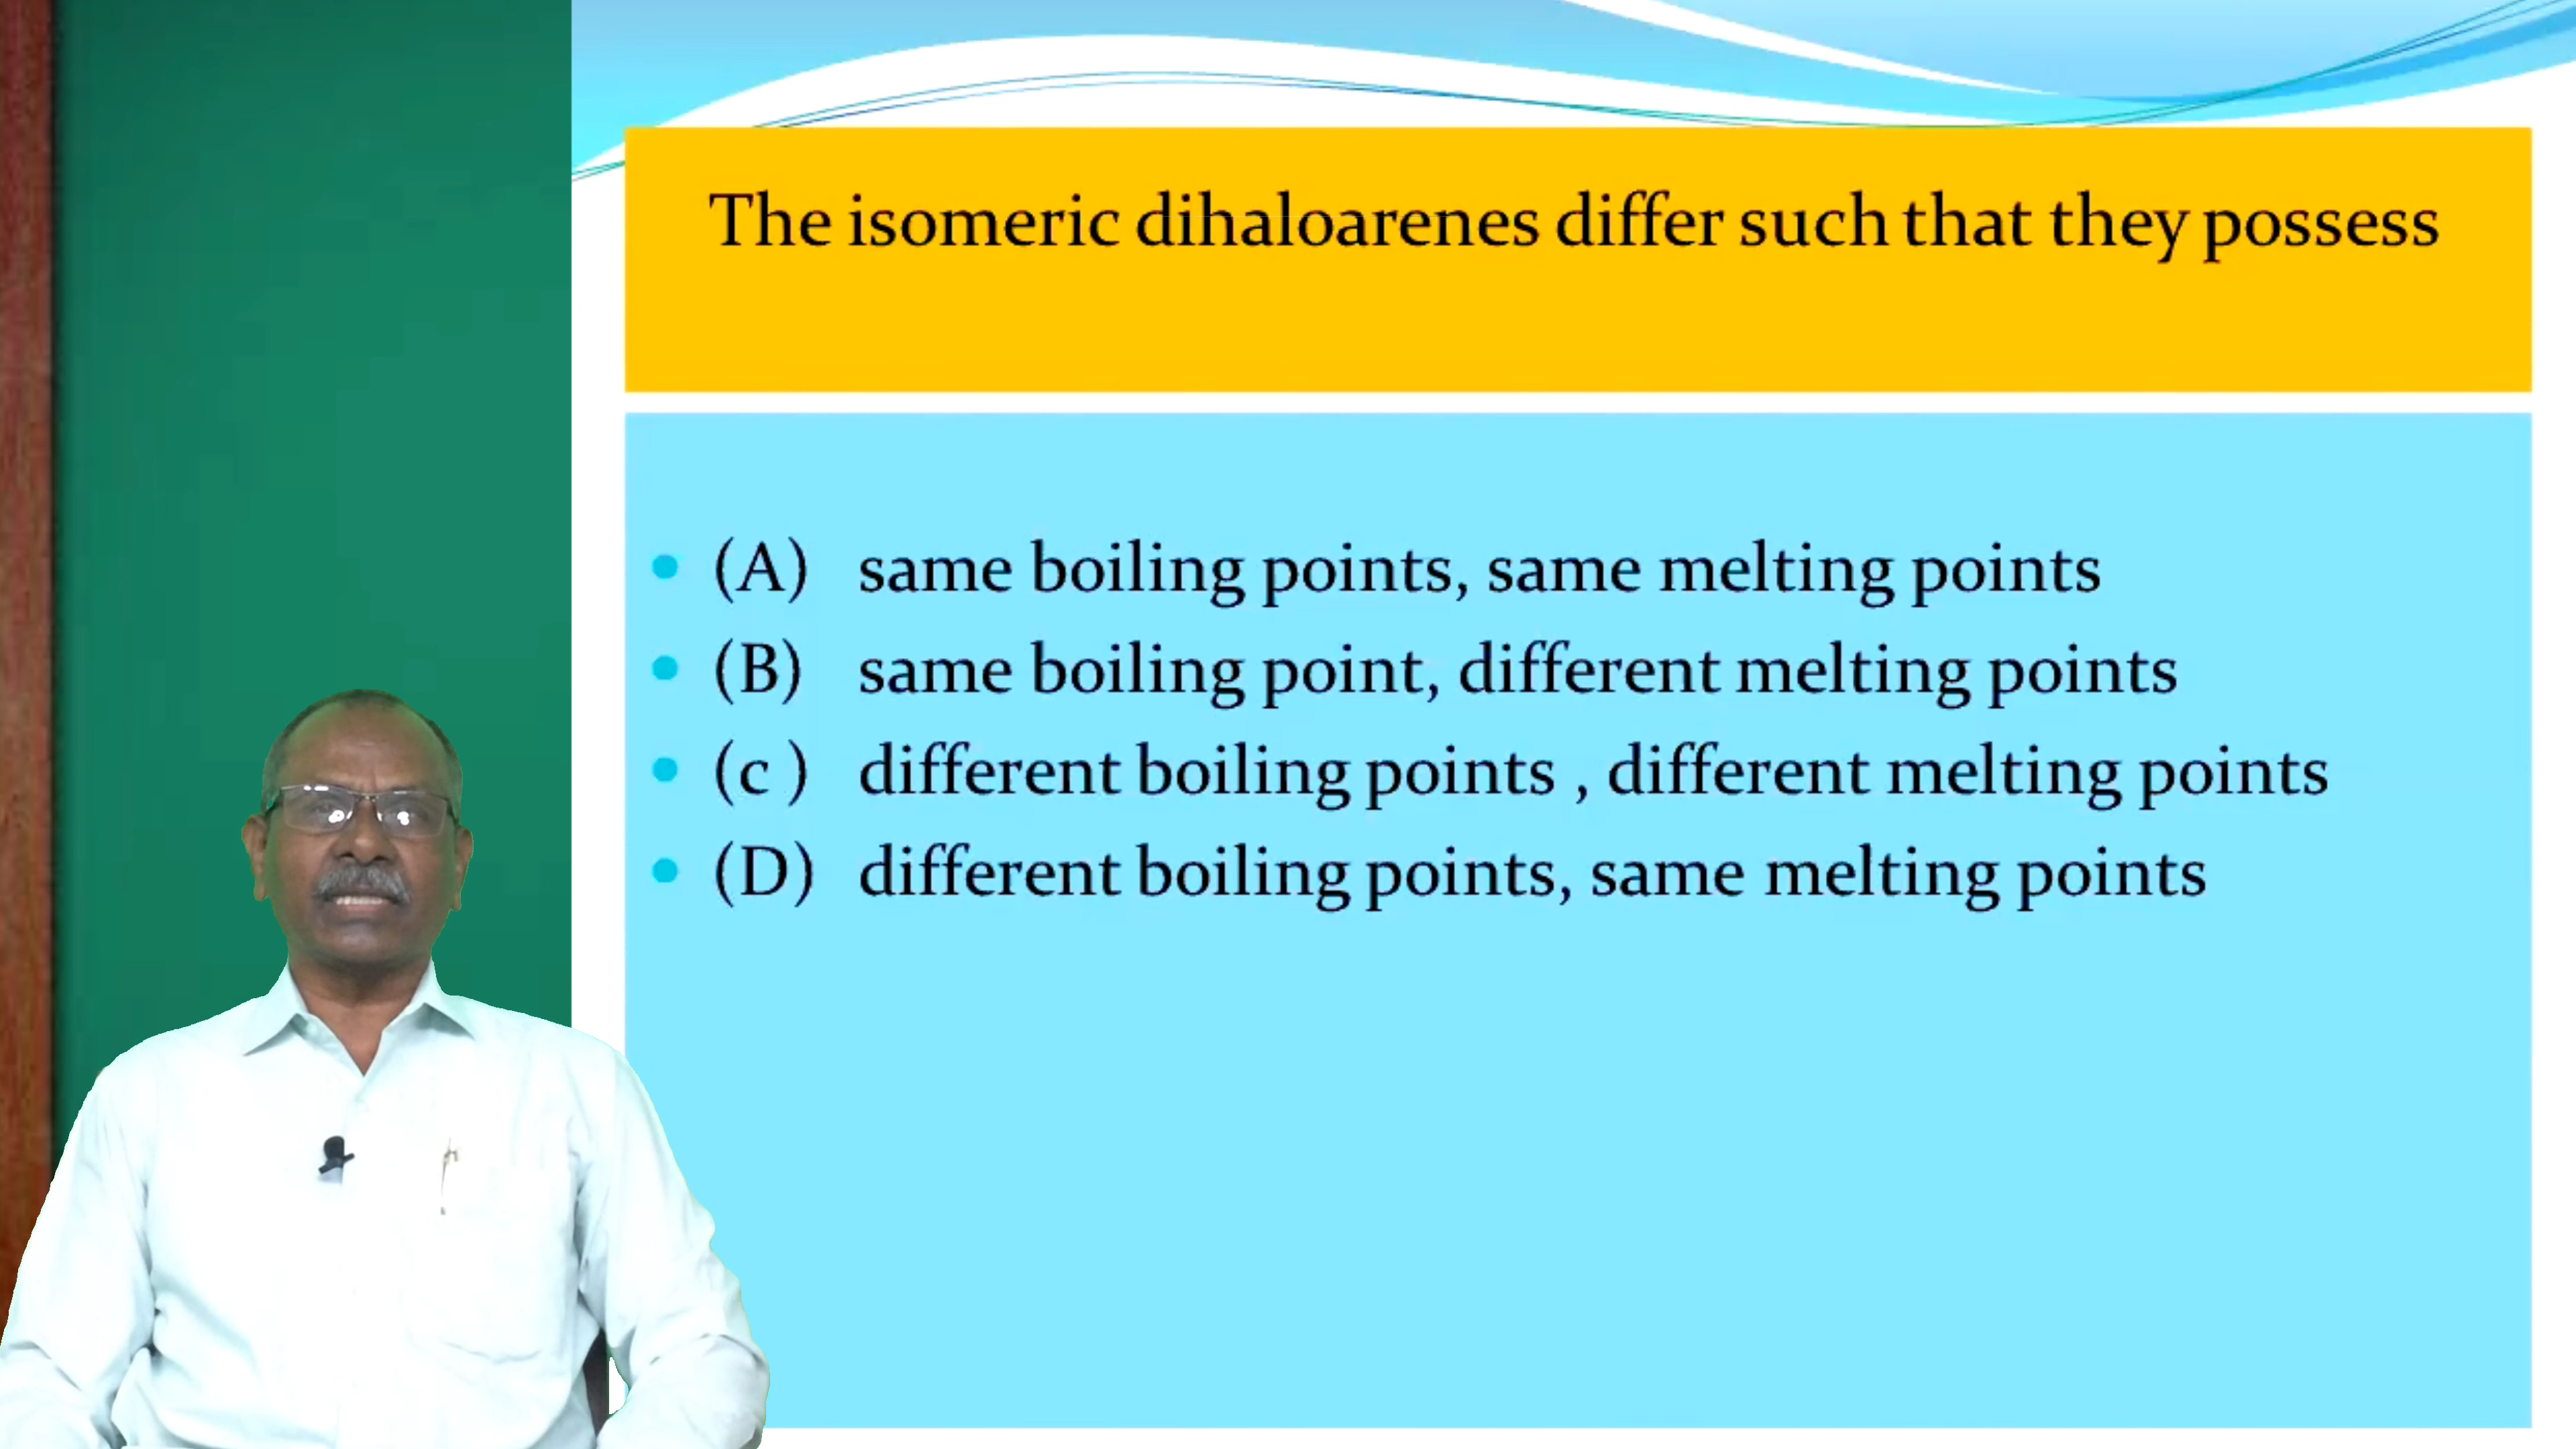 The isomeric dihaloarenes differ such that they possess
• (A) same boiling points, same melting points
• (B) same boiling point, different melting points
• (c ) different boiling points , different melting points
• (D) different boiling points, same melting points